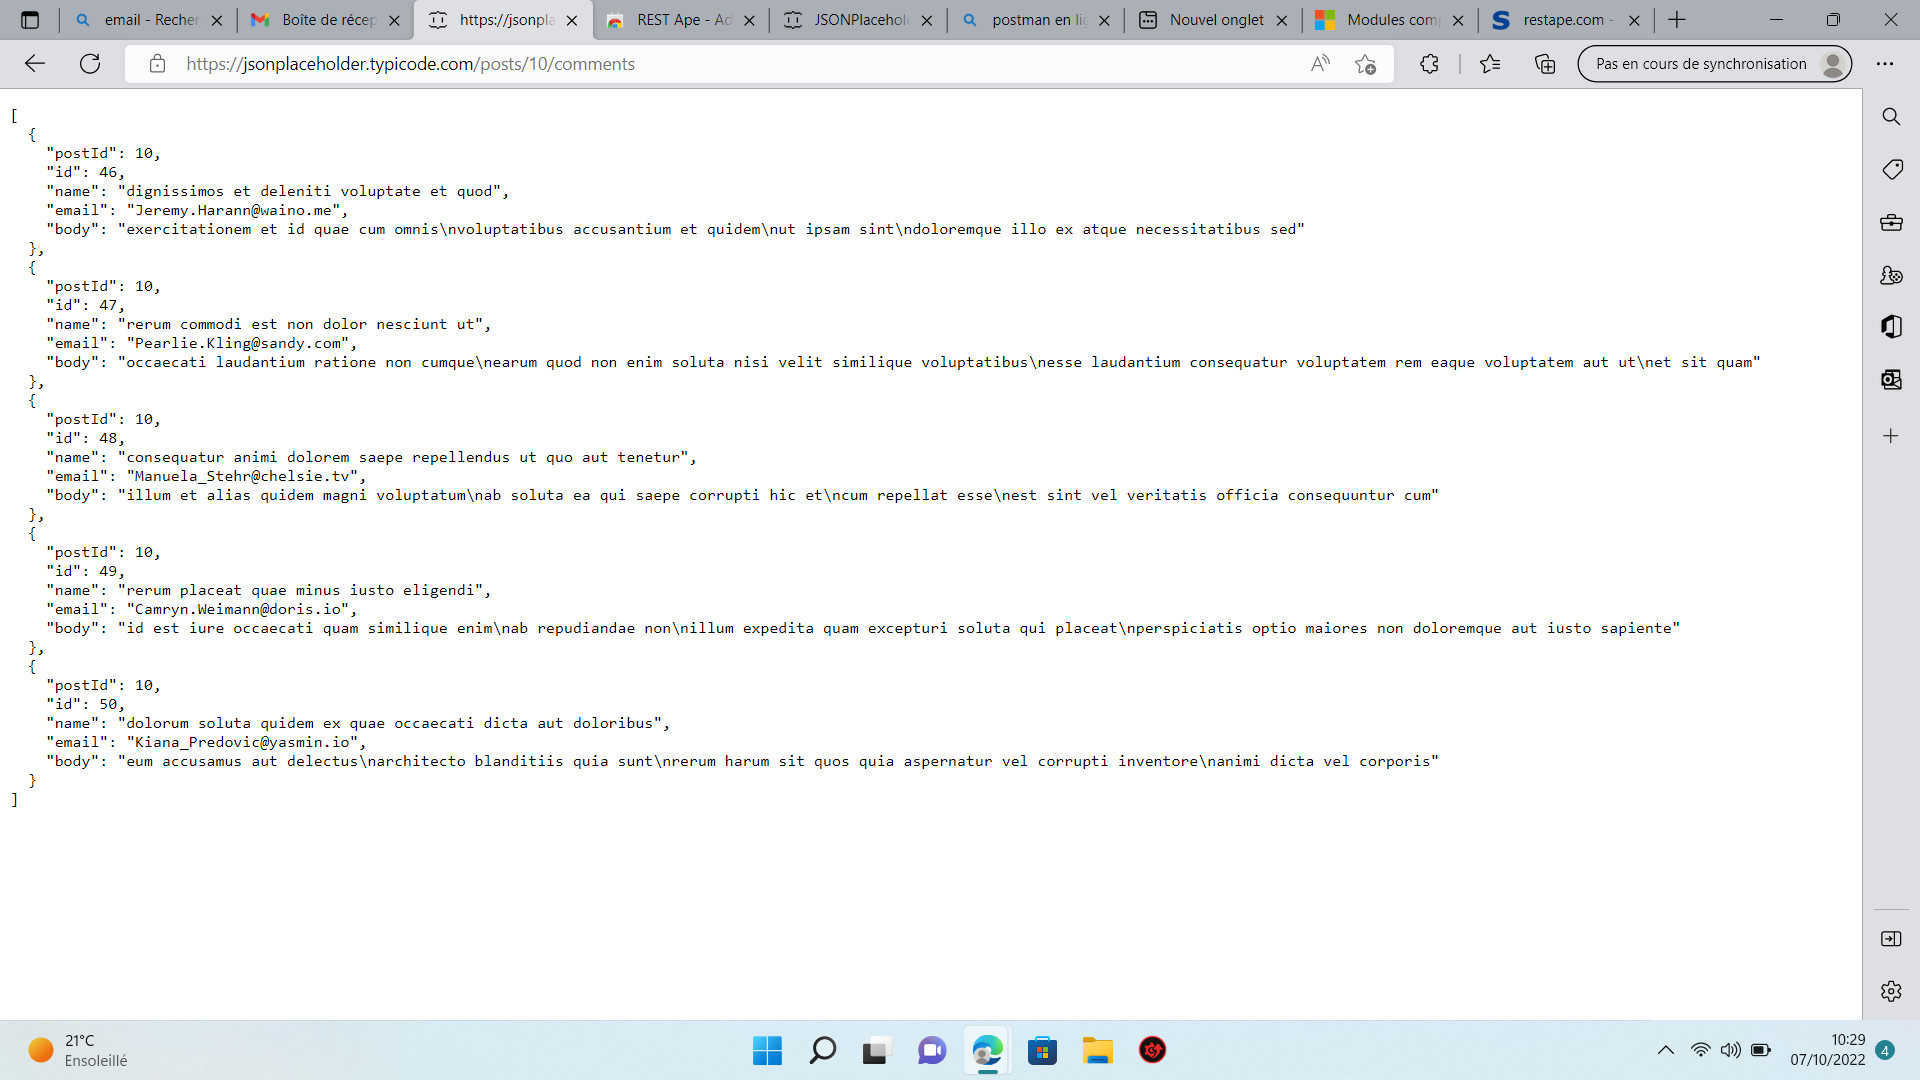 email - Recher
Boîte de récep
https://jsonpla
REST Ape - Ad
JSONPlacehold
postman en lig
Nouvel onglet
Modules comp
restape.com -
https://jsonplaceholder.typicode.com/posts/10/comments
Pas en cours de synchronisation
[
{
"postId": 10,
"id": 46,
"name": "dignissimos et deleniti voluptate et quod",
"email": "Jeremy.Harann@waino.me",
"body": "exercitationem et id quae cum omnis\nvoluptatibus accusantium et quidem\nut ipsam sint\ndoloremque illo ex atque necessitatibus sed"
},
{
"postId": 10,
"id": 47,
"name": "rerum commodi est non dolor nesciunt ut",
"email": "Pearlie.Kling@sandy.com",
"body": "occaecati laudantium ratione non cumque\nearum quod non enim soluta nisi velit similique voluptatibus\nesse laudantium consequatur voluptatem rem eaque voluptatem aut ut\net sit quam"
},
{
"postId": 10,
"id": 48,
"name": "consequatur animi dolorem saepe repellendus ut quo aut tenetur",
"email": "Manuela_Stehr@chelsie.tv",
"body": "illum et alias quidem magni voluptatum\nab soluta ea qui saepe corrupti hic et\ncum repellat esse\nest sint vel veritatis officia consequuntur cum"
},
{
"postId": 10,
"id": 49,
"name": "rerum placeat quae minus iusto eligendi",
"email": "Camryn.Weimann@doris.io",
"body": "id est iure occaecati quam similique enim\nab repudiandae non\nillum expedita quam excepturi soluta qui placeat\nperspiciatis optio maiores non doloremque aut iusto sapiente"
},
{
"postId": 10,
"id": 50,
"name": "dolorum soluta quidem ex quae occaecati dicta aut doloribus",
"email": "Kiana_Predovic@yasmin.io",
"body": "eum accusamus aut delectus\narchitecto blanditiis quia sunt\nrerum harum sit quos quia aspernatur vel corrupti inventore\nanimi dicta vel corporis"
}
]
21°C
Ensoleillé
10:29
07/10/2022
4